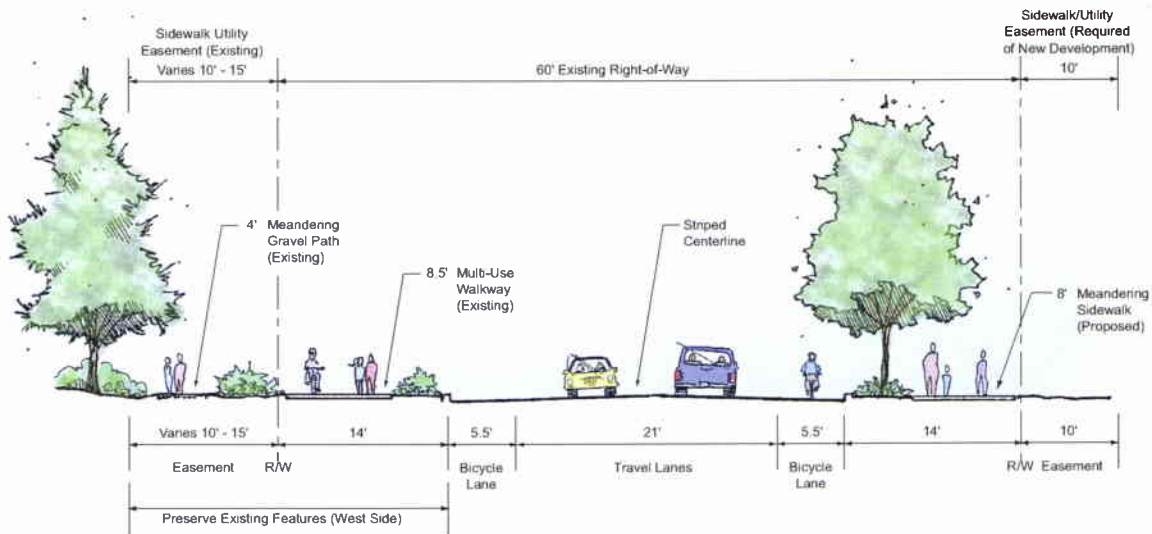 Sidewalk Utility
Easement (Existing)
Varies 10' - 15'
60' Existing Right-of-Way
Sidewalk/Utility
Easement (Required
of New Development)
10'
4' Meandering
Gravel Path
(Existing)
8.5' Multi-Use
Walkway
(Existing)
Striped
Centerline
8' Meandering
Sidewalk
(Proposed)
Varies 10' - 15'
14'
5.5'
21'
5.5'
14'
10'
Easement
R/W
Bicycle
Lane
Travel Lanes
Bicycle
Lane
R/W Easement
Preserve Existing Features (West Side)